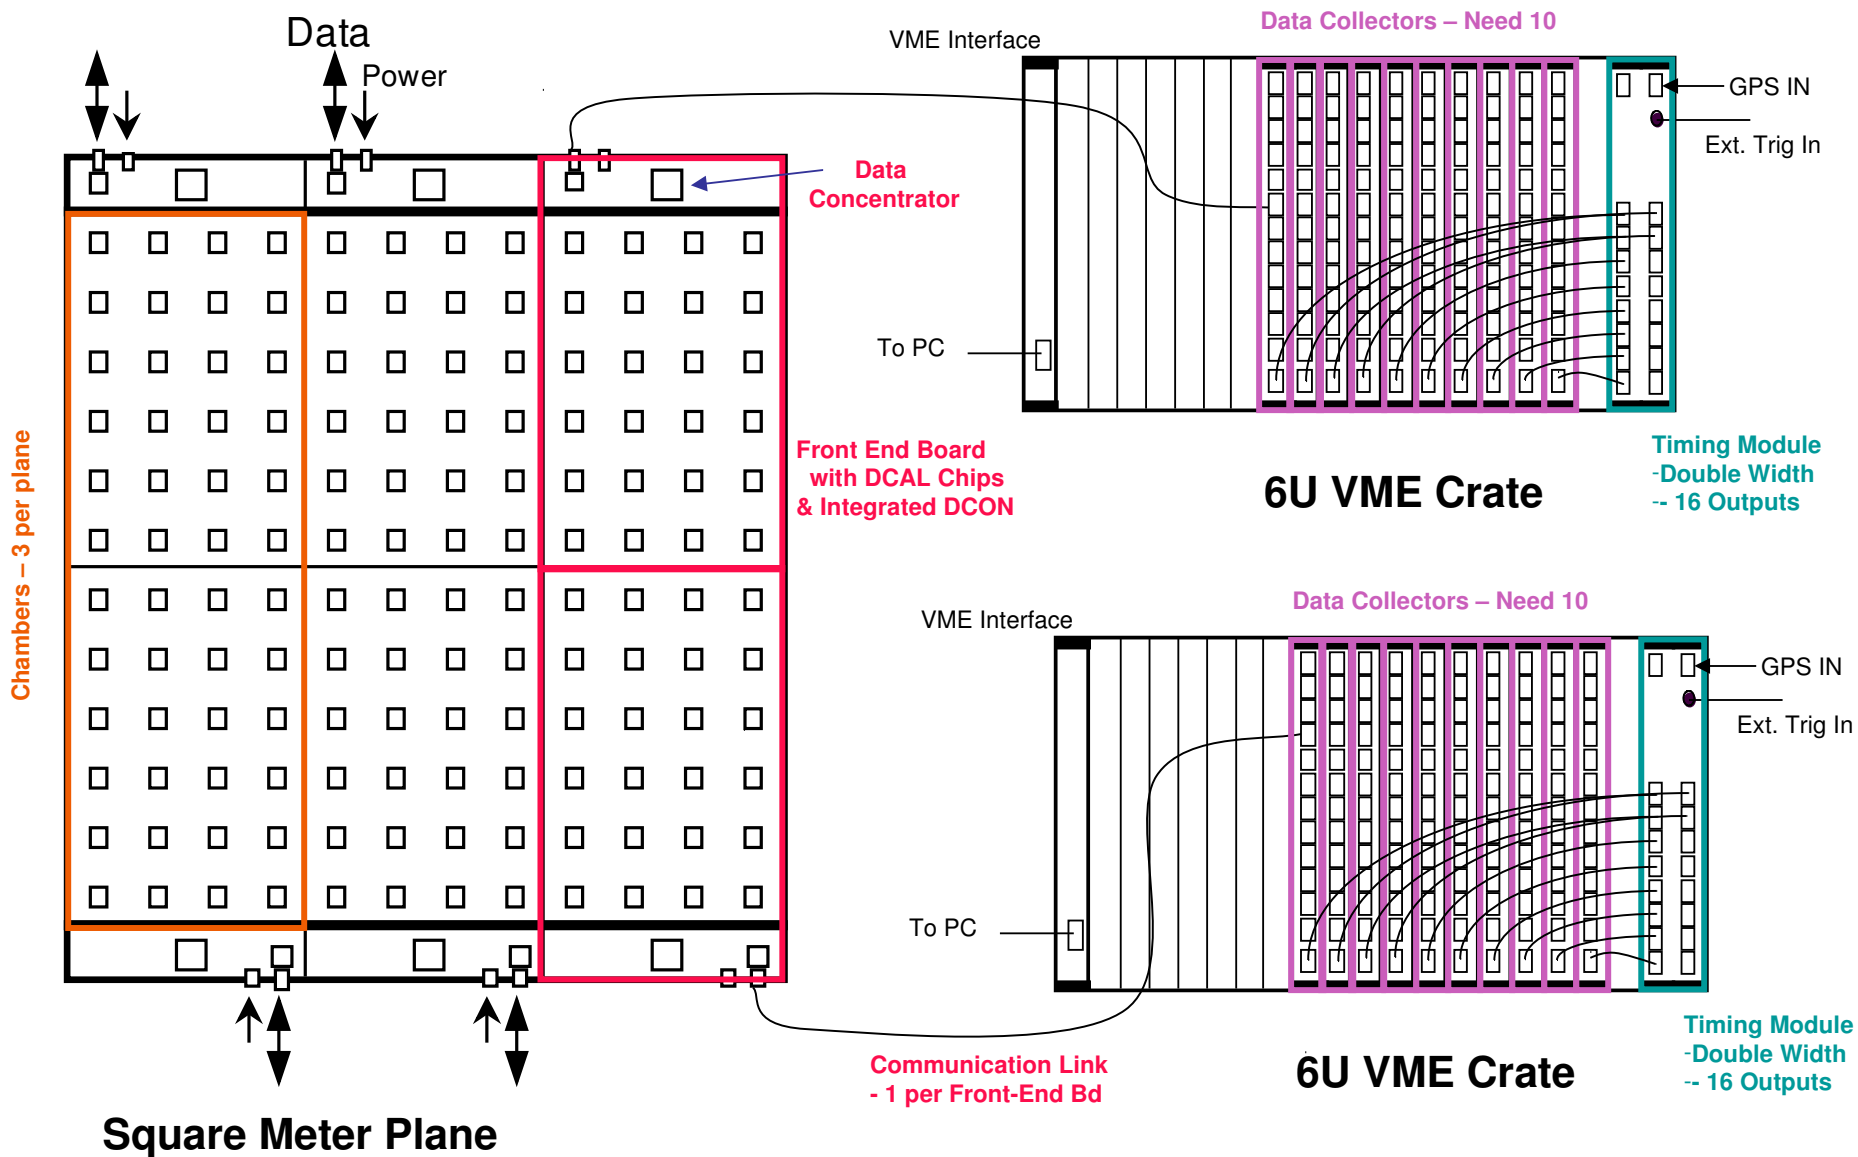 Data
Power
Data
Concentrator
Chambers – 3 per plane
Front End Board
with DCAL Chips
& Integrated DCON
Square Meter Plane
Communication Link
- 1 per Front-End Bd
Data Collectors – Need 10
VME Interface
GPS IN
Ext. Trig In
To PC
6U VME Crate
Timing Module
-Double Width
-- 16 Outputs
Data Collectors – Need 10
VME Interface
GPS IN
Ext. Trig In
To PC
6U VME Crate
Timing Module
-Double Width
-- 16 Outputs